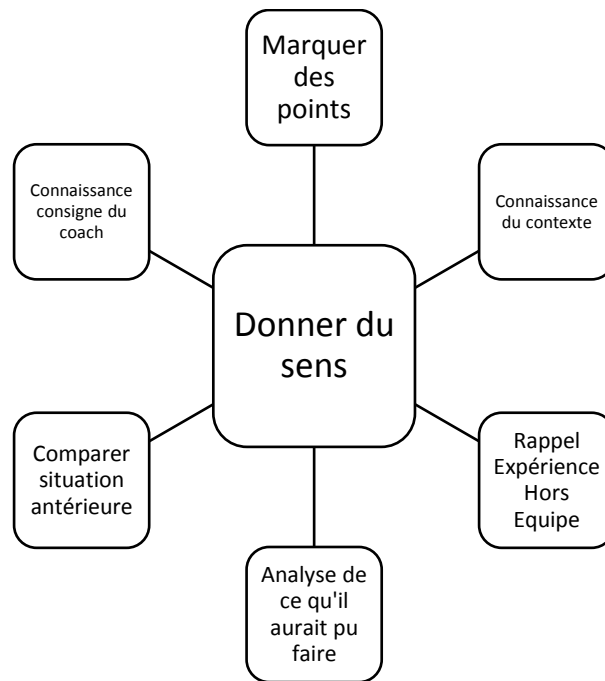 Marquer
des
points
Connaissance
consigne du
coach
Connaissance
du contexte
Donner du
sens
Comparer
situation
antérieure
Rappel
Expérience
Hors
Equipe
Analyse de
ce qu'il
aurait pu
faire